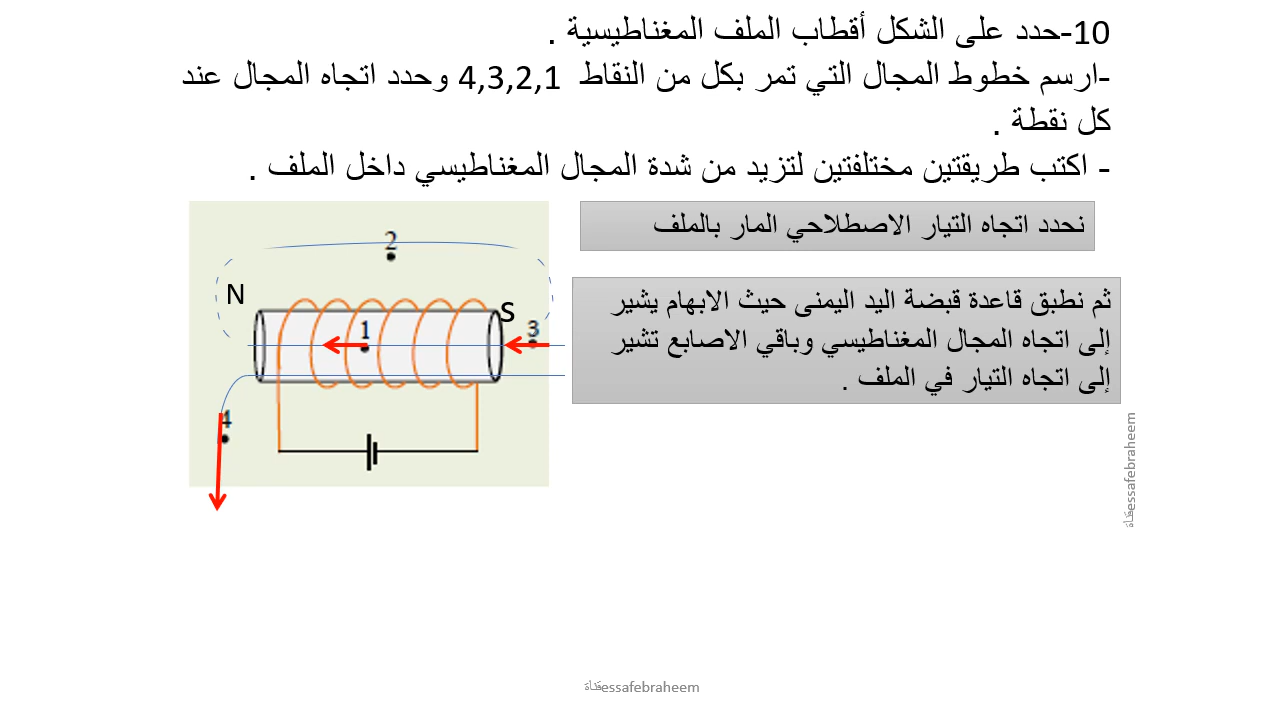 10-حدد على الشكل أقطاب الملف المغناطيسية .
-ارسم خطوط المجال التي تمر بكل من النقاط 4,3,2,1 وحدد اتجاه المجال عند
كل نقطة .
- اكتب طريقتين مختلفتين لتزيد من شدة المجال المغناطيسي داخل الملف .
نحدد اتجاه التيار الاصطلاحي المار بالملف
ثم نطبق قاعدة قبضة اليد اليمنى حيث الابهام يشير
إلى اتجاه المجال المغناطيسي وباقي الاصابع تشير
إلى اتجاه التيار في الملف .
2
N
S
1
3
4
قناة essafebraheem
قناة essafebraheem